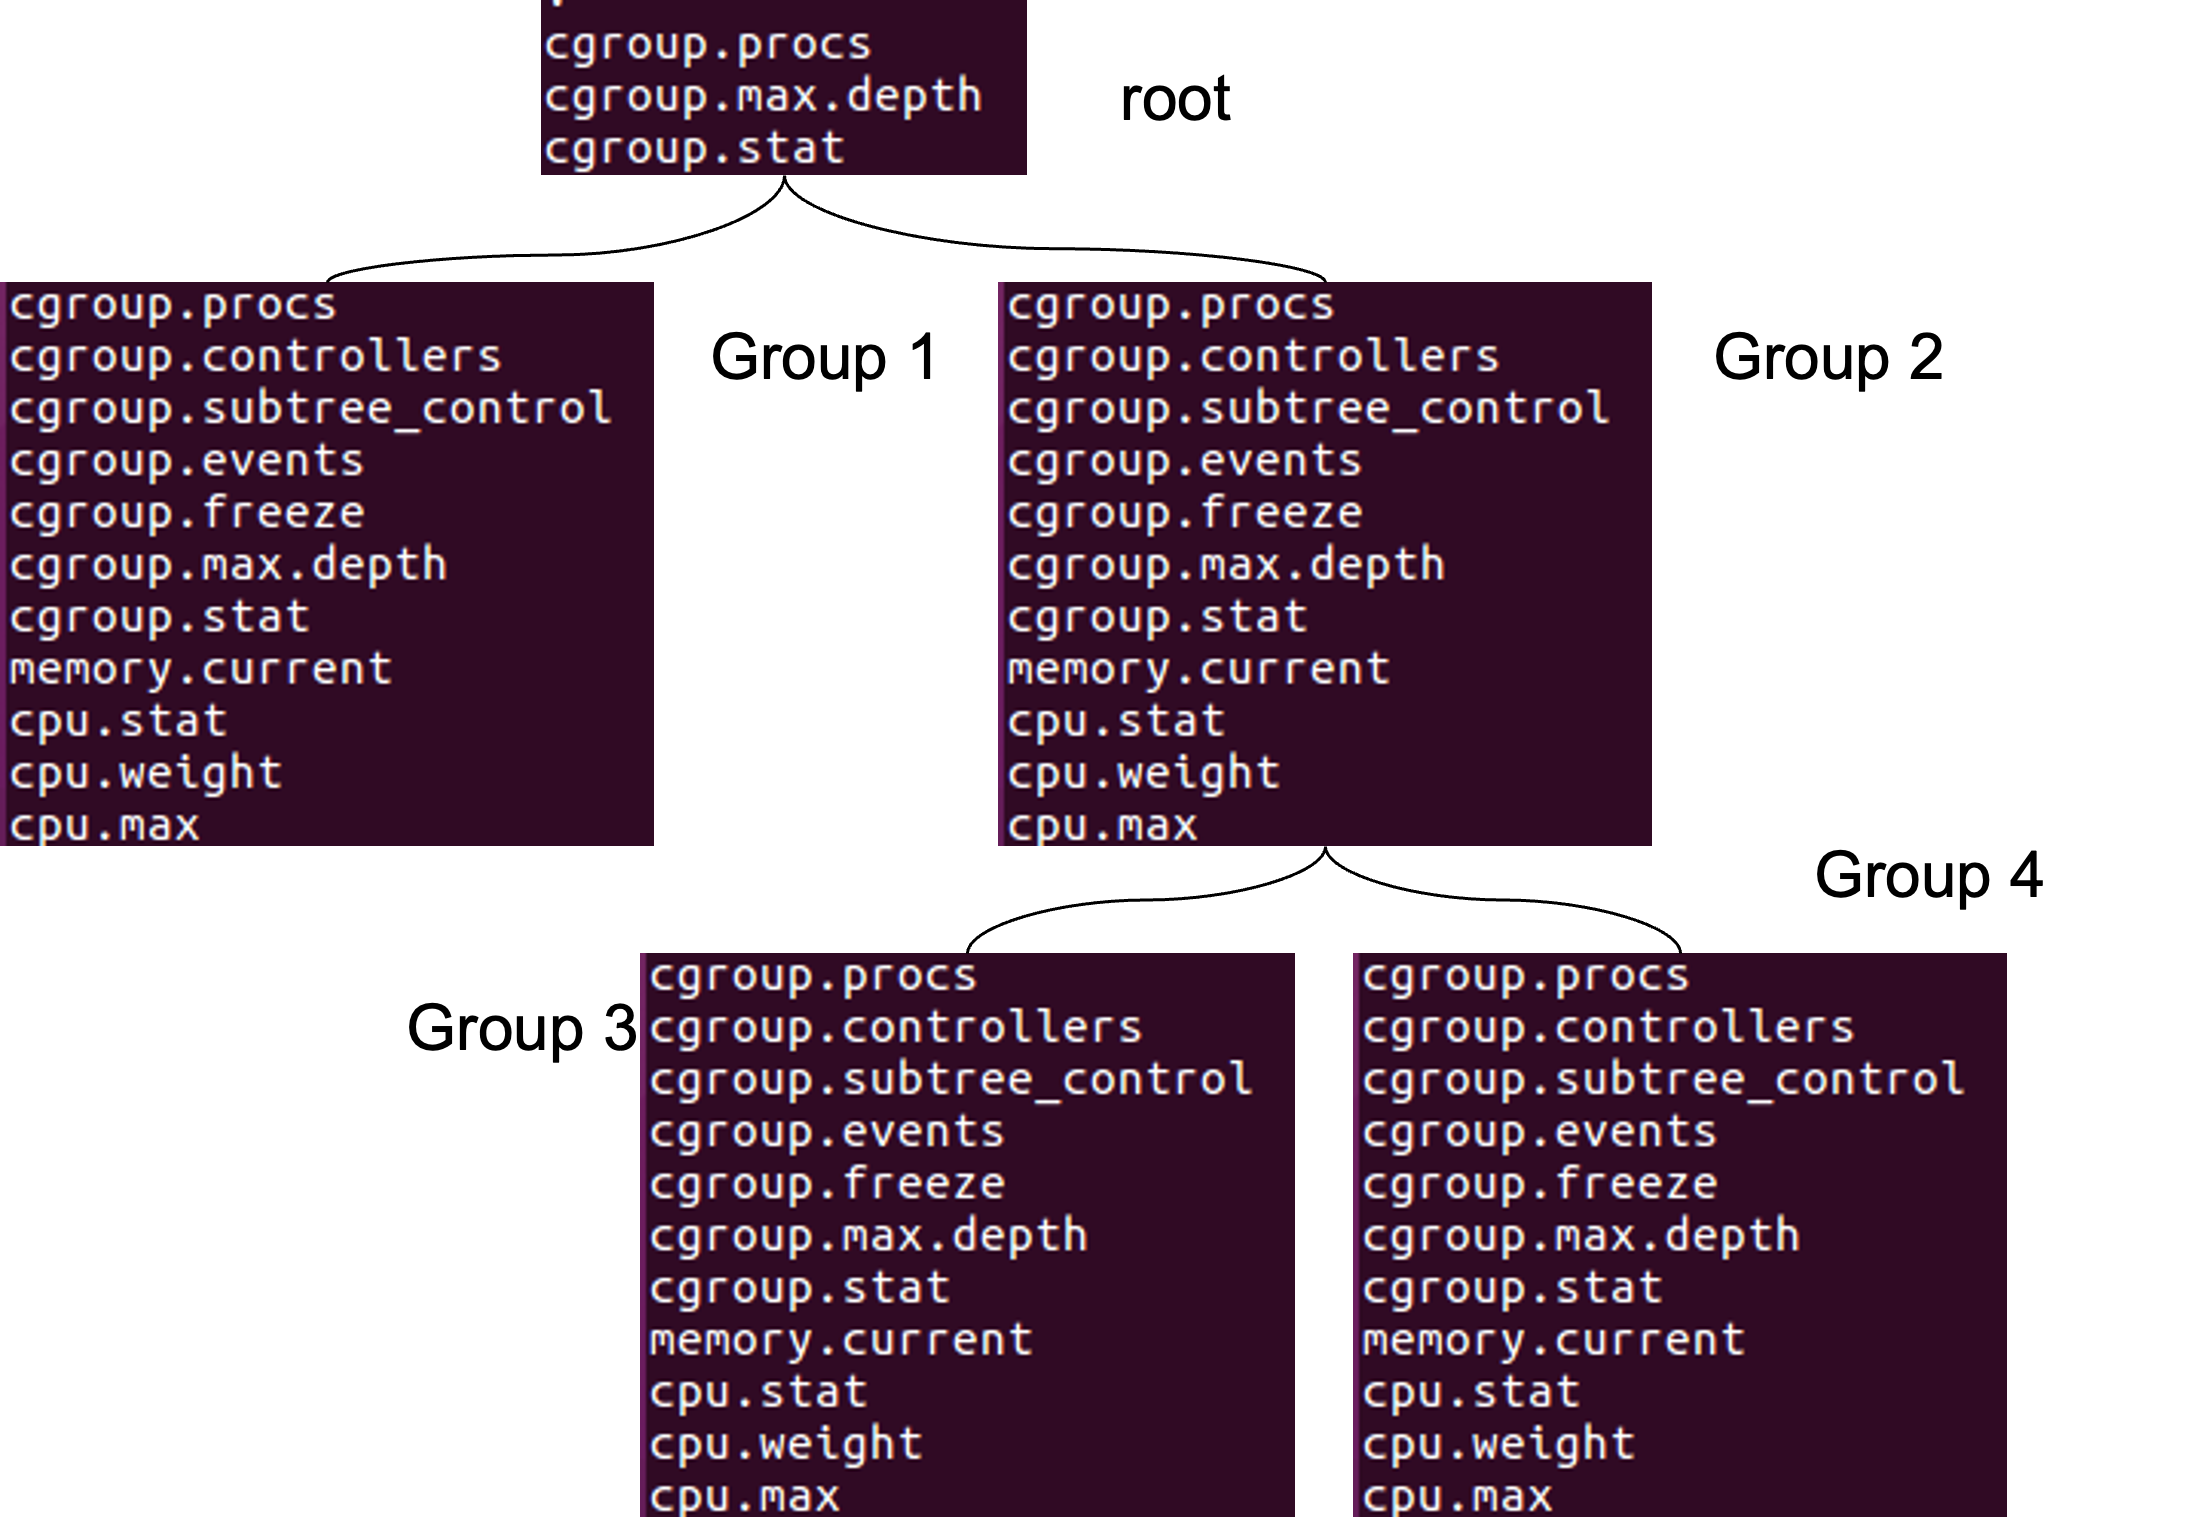 cgroup.procs
cgroup.max.depth
cgroup.stat
root
cgroup.procs
cgroup.controllers
cgroup.subtree_control
cgroup.events
cgroup.freeze
cgroup.max.depth
cgroup.stat
memory.current
cpu.stat
cpu.weight
cpu.max
Group 1
cgroup.procs
cgroup.controllers
cgroup.subtree_control
cgroup.events
cgroup.freeze
cgroup.max.depth
cgroup.stat
memory.current
cpu.stat
cpu.weight
cpu.max
Group 2
Group 3
cgroup.procs
cgroup.controllers
cgroup.subtree_control
cgroup.events
cgroup.freeze
cgroup.max.depth
cgroup.stat
memory.current
cpu.stat
cpu.weight
cpu.max
Group 4
cgroup.procs
cgroup.controllers
cgroup.subtree_control
cgroup.events
cgroup.freeze
cgroup.max.depth
cgroup.stat
memory.current
cpu.stat
cpu.weight
cpu.max